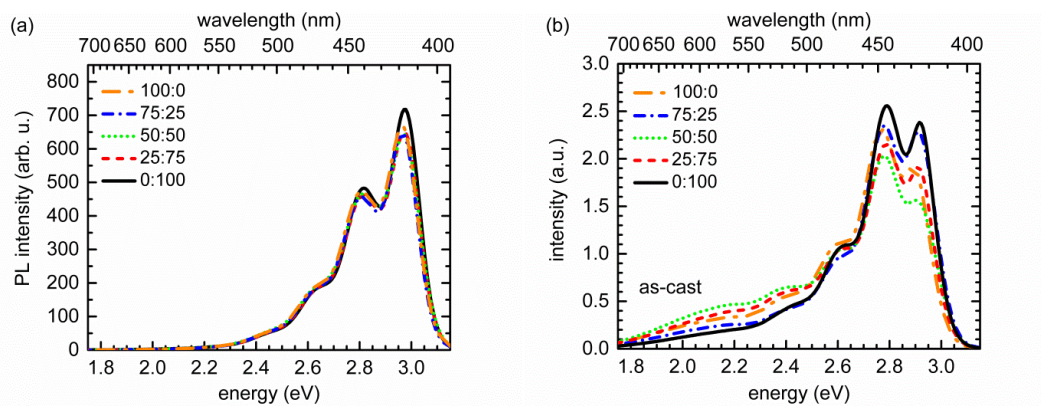 (a)
wavelength (nm)
700 650 600 550 500 450 400
PL intensity (arb. u.)
800
700
600
500
400
300
200
100
0
100:0
75:25
50:50
25:75
0:100
1.8 2.0 2.2 2.4 2.6 2.8 3.0
energy (eV)
(b)
wavelength (nm)
700 650 600 550 500 450 400
intensity (a.u.)
3.0
2.5
2.0
1.5
1.0
0.5
0.0
100:0
75:25
50:50
25:75
0:100
as-cast
1.8 2.0 2.2 2.4 2.6 2.8 3.0
energy (eV)